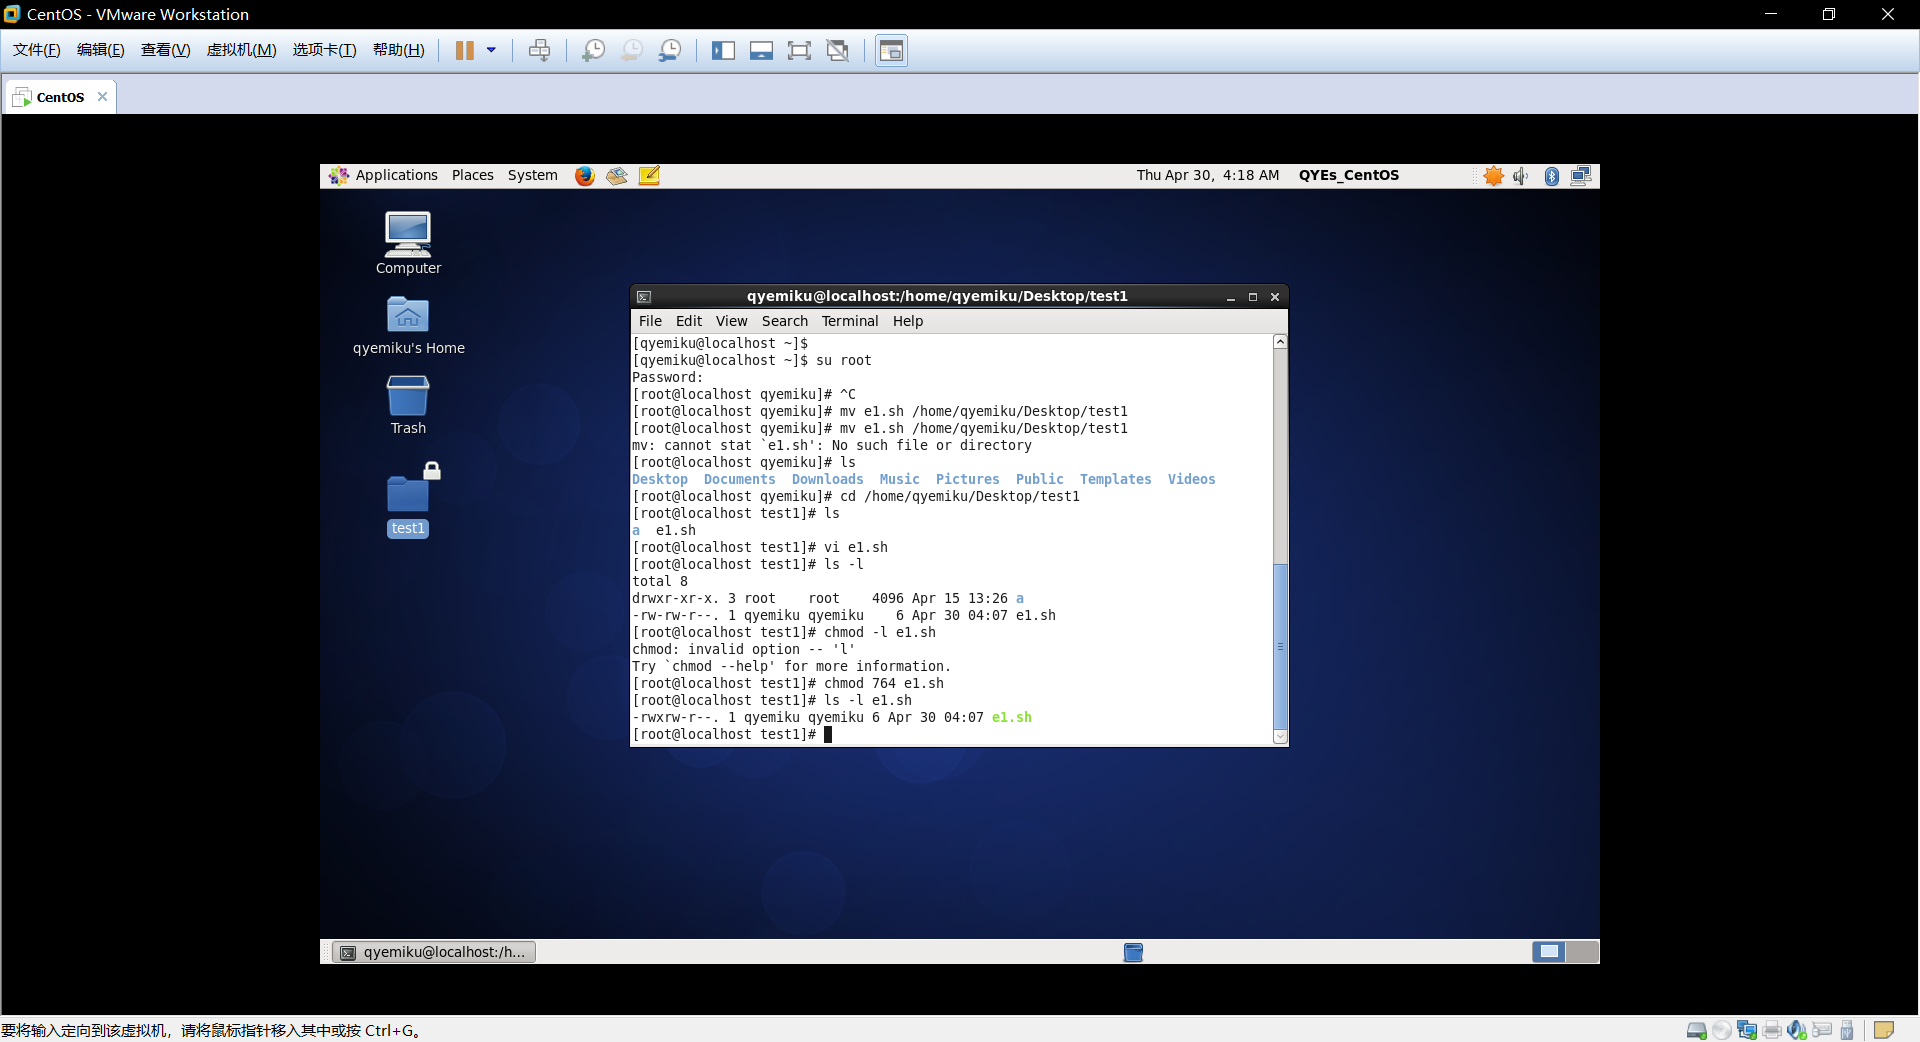 CentOS - VMware Workstation
文件(F) 编辑(E) 查看(V) 虚拟机(M) 选项卡(T) 帮助(H)
CentOS
Applications Places System Thu Apr 30, 4:18 AM QYEs_CentOS
Computer
qyemiku's Home
Trash
test1
qyemiku@localhost:/home/qyemiku/Desktop/test1
File Edit View Search Terminal Help
[qyemiku@localhost ~]$
[qyemiku@localhost ~]$ su root
Password:
[root@localhost qyemiku]# ^C
[root@localhost qyemiku]# mv e1.sh /home/qyemiku/Desktop/test1
[root@localhost qyemiku]# mv e1.sh /home/qyemiku/Desktop/test1
mv: cannot stat `e1.sh': No such file or directory
[root@localhost qyemiku]# ls
Desktop  Documents  Downloads  Music  Pictures  Public  Templates  Videos
[root@localhost qyemiku]# cd /home/qyemiku/Desktop/test1
[root@localhost test1]# ls
a  e1.sh
[root@localhost test1]# vi e1.sh
[root@localhost test1]# ls -l
total 8
drwxr-xr-x. 3 root    root    4096 Apr 15 13:26 a
-rw-rw-r--. 1 qyemiku qyemiku    6 Apr 30 04:07 e1.sh
[root@localhost test1]# chmod -l e1.sh
chmod: invalid option -- 'l'
Try `chmod --help' for more information.
[root@localhost test1]# chmod 764 e1.sh
[root@localhost test1]# ls -l e1.sh
-rwxrw-r--. 1 qyemiku qyemiku 6 Apr 30 04:07 e1.sh
[root@localhost test1]#
qyemiku@localhost:/h...
要将输入定向到该虚拟机，请将鼠标指针移入其中或按 Ctrl+G。